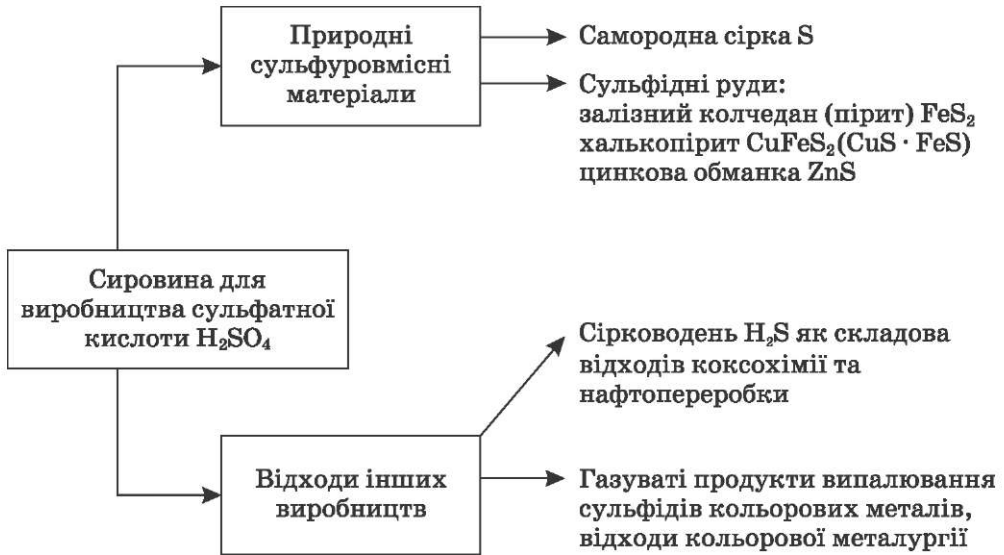 Природні
сульфуровмісні
матеріали
Самородна сірка S
Сульфідні руди:
залізний колчедан (пірит) FeS₂
халькопірит CuFeS₂(CuS · FeS)
цинкова обманка ZnS
Сировина для
виробництва сульфатної
кислоти H₂SO₄
Сірководень H₂S як складова
відходів коксохімії та
нафтопереробки
Відходи інших
виробництв
Газуваті продукти випалювання
сульфідів кольорових металів,
відходи кольорової металургії